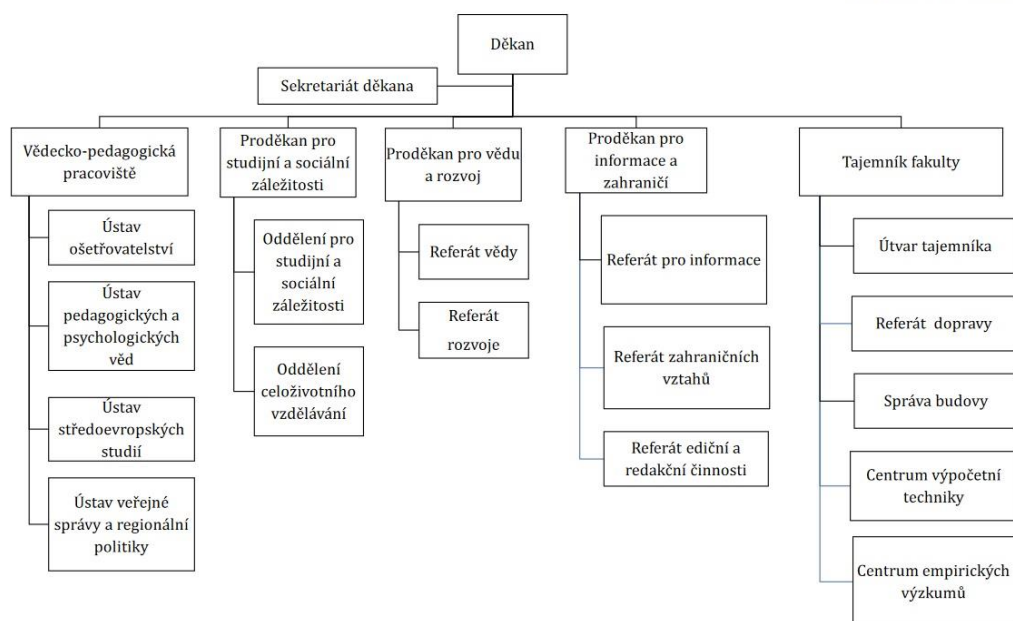 Děkan
Sekretariát děkana
Vědecko-pedagogická
pracoviště
Ústav
ošetřovatelství
Ústav
pedagogických a
psychologických
věd
Ústav
středoevropských
studií
Ústav veřejné
správy a regionální
politiky
Proděkan pro
studijní a sociální
záležitosti
Oddělení pro
studijní a
sociální
záležitosti
Oddělení
celoživotního
vzdělávání
Proděkan pro vědu
a rozvoj
Referát vědy
Referát
rozvoje
Proděkan pro
informace a
zahraničí
Referát pro informace
Referát zahraničních
vztahů
Referát ediční a
redakční činnosti
Tajemník fakulty
Útvar tajemníka
Referát dopravy
Správa budovy
Centrum výpočetní
techniky
Centrum empirických
výzkumů